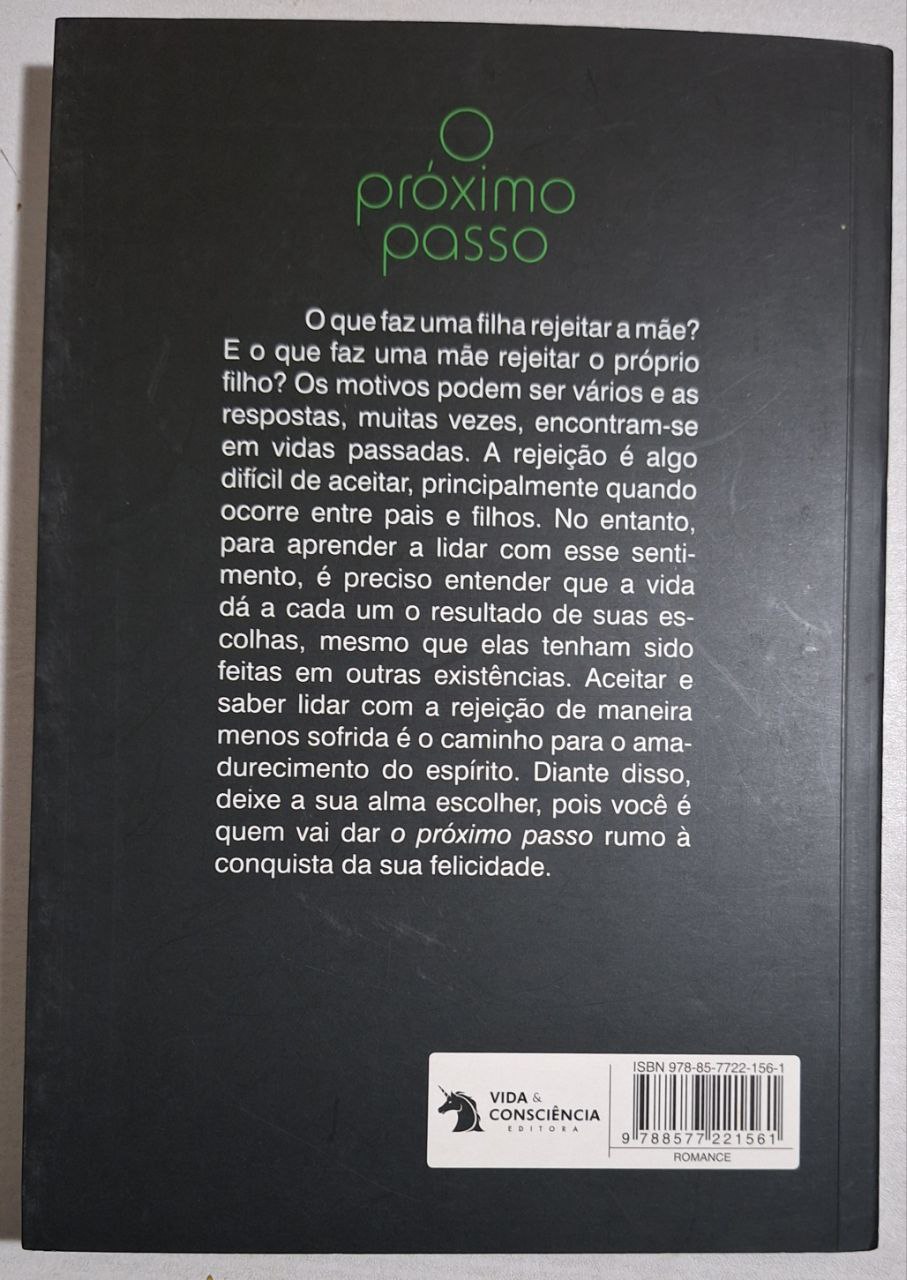 O
próximo
passo
O que faz uma filha rejeitar a mãe?
E o que faz uma mãe rejeitar o próprio
filho? Os motivos podem ser vários e as
respostas, muitas vezes, encontram-se
em vidas passadas. A rejeição é algo
difícil de aceitar, principalmente quando
ocorre entre pais e filhos. No entanto,
para aprender a lidar com esse senti-
mento, é preciso entender que a vida
dá a cada um o resultado de suas es-
colhas, mesmo que elas tenham sido
feitas em outras existências. Aceitar e
saber lidar com a rejeição de maneira
menos sofrida é o caminho para o ama-
durecimento do espírito. Diante disso,
deixe a sua alma escolher, pois você é
quem vai dar o próximo passo rumo à
conquista da sua felicidade.
VIDA &
CONSCIÊNCIA
EDITORA
ISBN 978-85-7722-156-1
9 788577 221561
ROMANCE